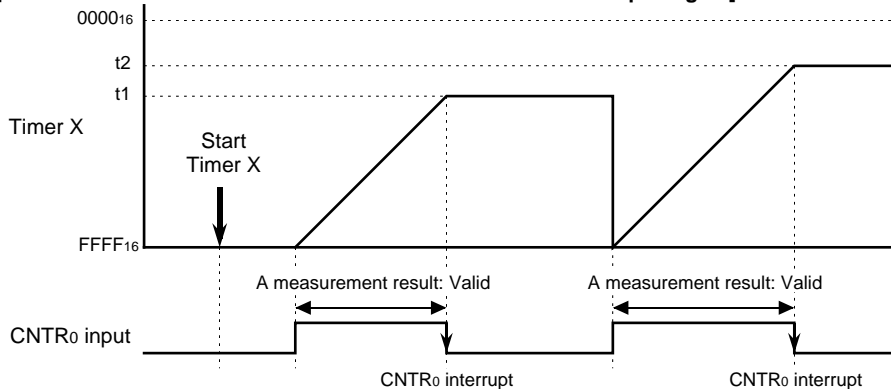 0000₁₆
t2
t1
Timer X
Start
Timer X
FFFF₁₆
A measurement result: Valid
A measurement result: Valid
CNTR₀ input
CNTR₀ interrupt
CNTR₀ interrupt